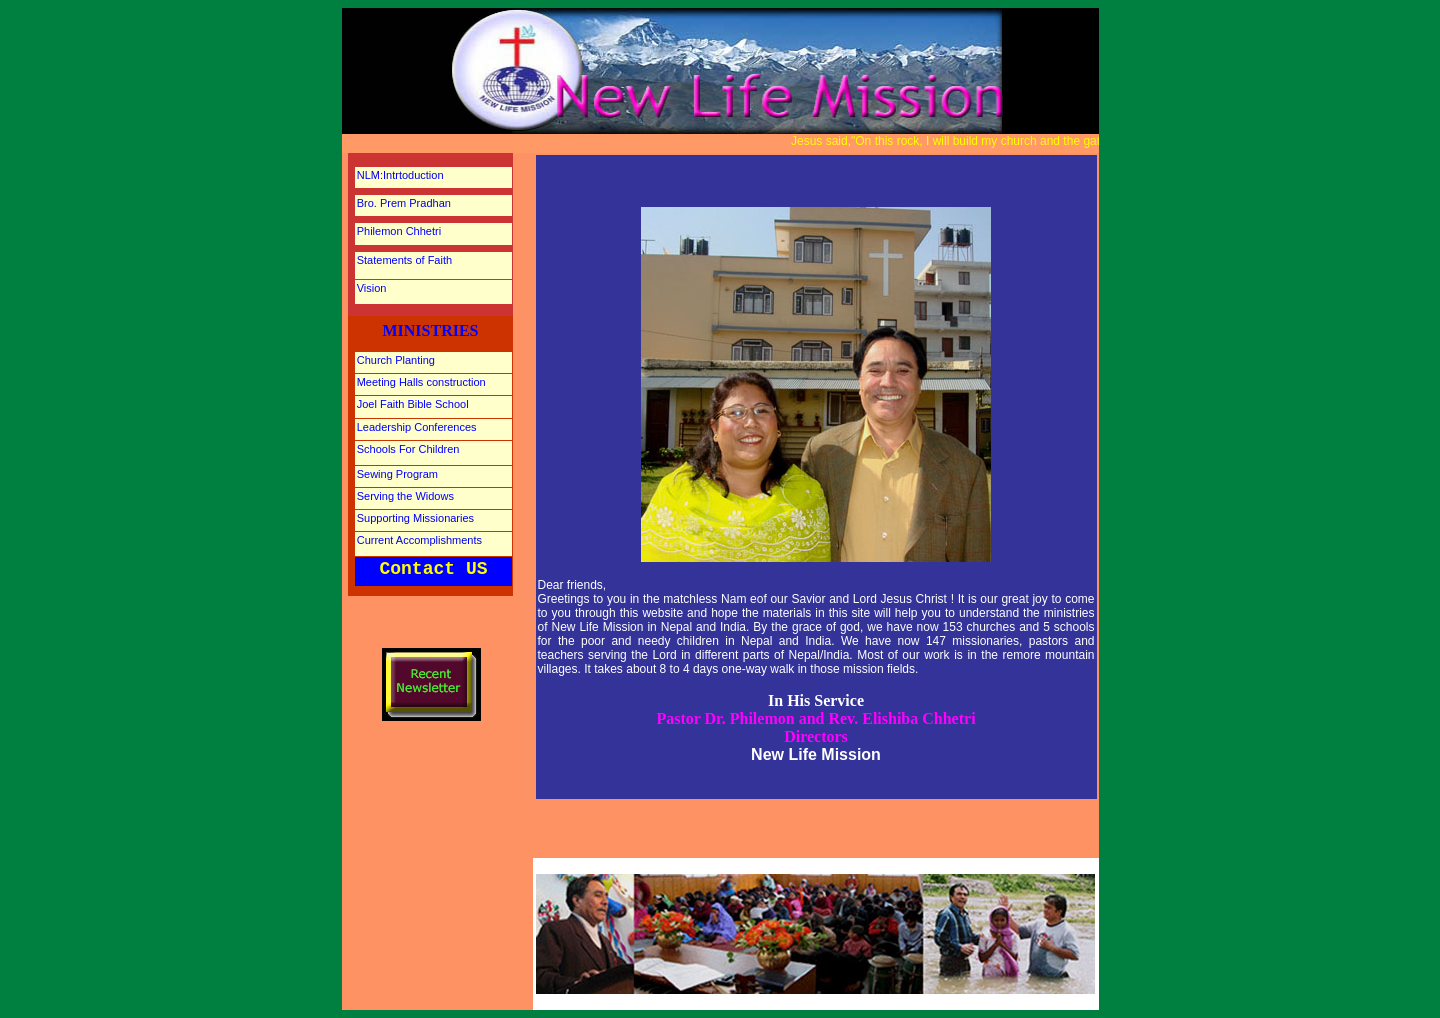 NEW LIFE MISSION
New Life Mission
Jesus said,"On this rock, I will build my church and the gat
NLM:Intrtoduction
Bro. Prem Pradhan
Philemon Chhetri
Statements of Faith
Vision
MINISTRIES
Church Planting
Meeting Halls construction
Joel Faith Bible School
Leadership Conferences
Schools For Children
Sewing Program
Serving the Widows
Supporting Missionaries
Current Accomplishments
Contact US
Recent
Newsletter
Dear friends,
Greetings to you in the matchless Nam eof our Savior and Lord Jesus Christ ! It is our great joy to come
to you through this website and hope the materials in this site will help you to understand the ministries
of New Life Mission in Nepal and India. By the grace of god, we have now 153 churches and 5 schools
for the poor and needy children in Nepal and India. We have now 147 missionaries, pastors and
teachers serving the Lord in different parts of Nepal/India. Most of our work is in the remore mountain
villages. It takes about 8 to 4 days one-way walk in those mission fields.
In His Service
Pastor Dr. Philemon and Rev. Elishiba Chhetri
Directors
New Life Mission